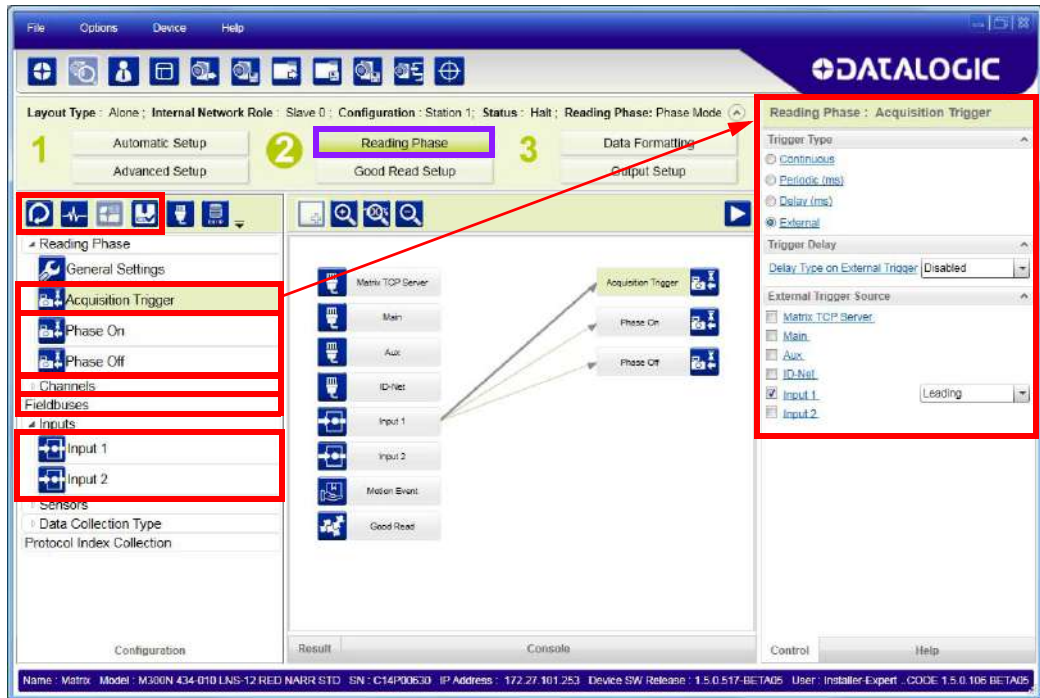 File Options Device Help
DATALOGIC
Layout Type : Alone ; Internal Network Role : Slave 0 ; Configuration : Station 1; Status : Halt ; Reading Phase: Phase Mode
1
Automatic Setup
Advanced Setup
2
Reading Phase
Good Read Setup
3
Data Formatting
Output Setup
Reading Phase
General Settings
Acquisition Trigger
Phase On
Phase Off
Channels
Fieldbuses
Inputs
Input 1
Input 2
Sensors
Data Collection Type
Protocol Index Collection
Configuration
Matrix TCP Server
Main
Aux
ID-Net
Input 1
Input 2
Motion Event
Good Read
Acquisition Trigger
Phase On
Phase Off
Result
Console
Reading Phase : Acquisition Trigger
Trigger Type
Continuous
Periodic (ms)
Delay (ms)
External
Trigger Delay
Delay Type on External Trigger Disabled
External Trigger Source
Matrix TCP Server
Main
Aux
ID-Net
Input 1 Leading
Input 2
Control
Help
Name : Matrix Model : M300N 434-010 LNS-12 RED NARR STD SN : C14P00630 IP Address : 172.27.101.253 Device SW Release : 1.5.0.517-BETA05 User : Installer-Expert ..CODE 1.5.0.106 BETA05